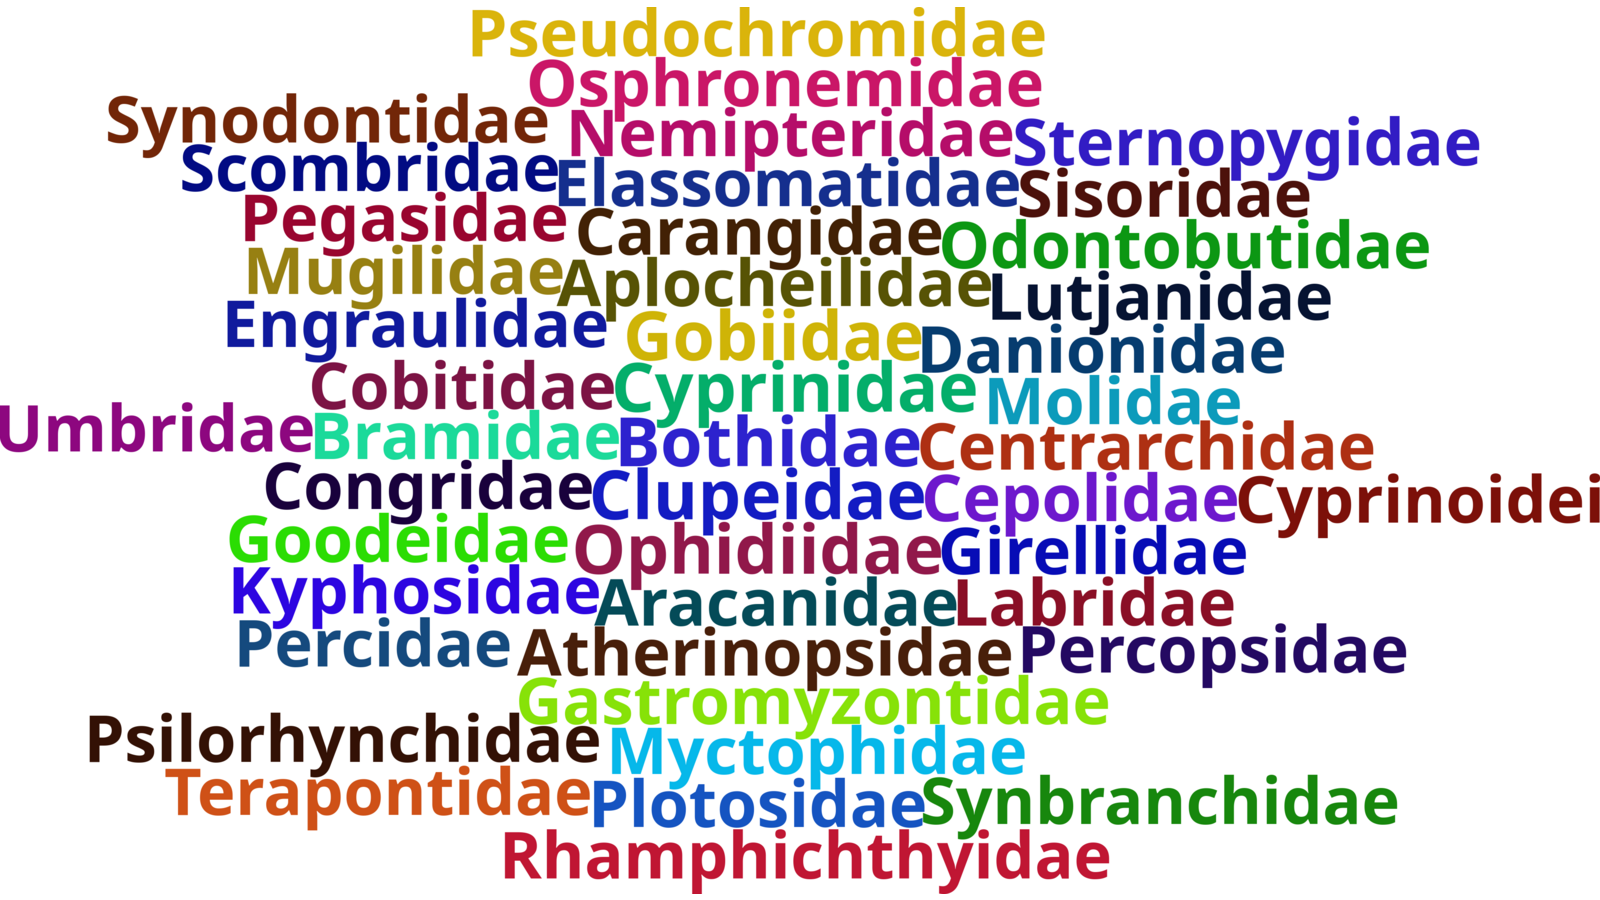 Pseudochromidae
Osphronemidae
Synodontidae Nemipteridae Sternopygidae
Scombridae Elassomatidae Sisoridae
Pegasidae Carangidae Odontobutidae
Mugilidae Aplocheilidae Lutjanidae
Engraulidae Gobiidae Danionidae
Cobitidae Cyprinidae Molidae
Umbridae Bramidae Bothidae Centrarchidae
Congridae Clupeidae Cepolidae Cyprinoidei
Goodeidae Ophidiidae Girellidae
Kyphosidae Aracanidae Labridae
Percidae Atherinopsidae Percopsidae
Gastromyzontidae
Psilorhynchidae Myctophidae
Terapontidae Plotosidae Synbranchidae
Rhamphichthyidae